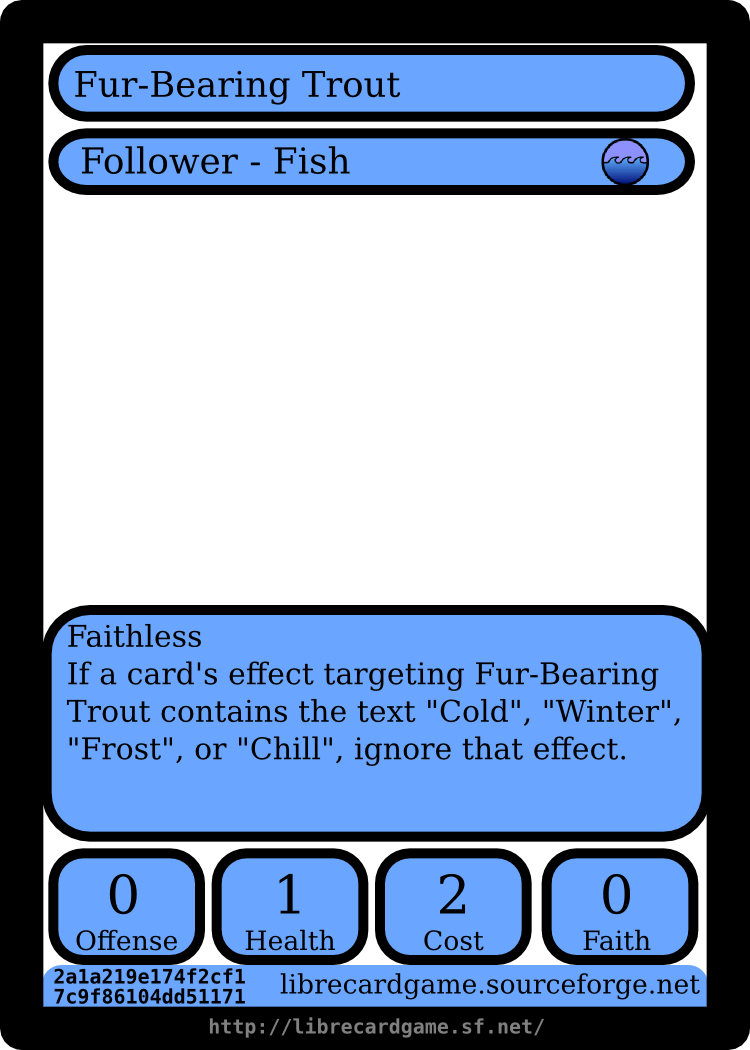 Fur-Bearing Trout
Follower - Fish
Faithless
If a card's effect targeting Fur-Bearing
Trout contains the text "Cold", "Winter",
"Frost", or "Chill", ignore that effect.
0
Offense
1
Health
2
Cost
0
Faith
2a1a219e174f2cf1
7c9f86104dd51171
librecardgame.sourceforge.net
http://librecardgame.sf.net/